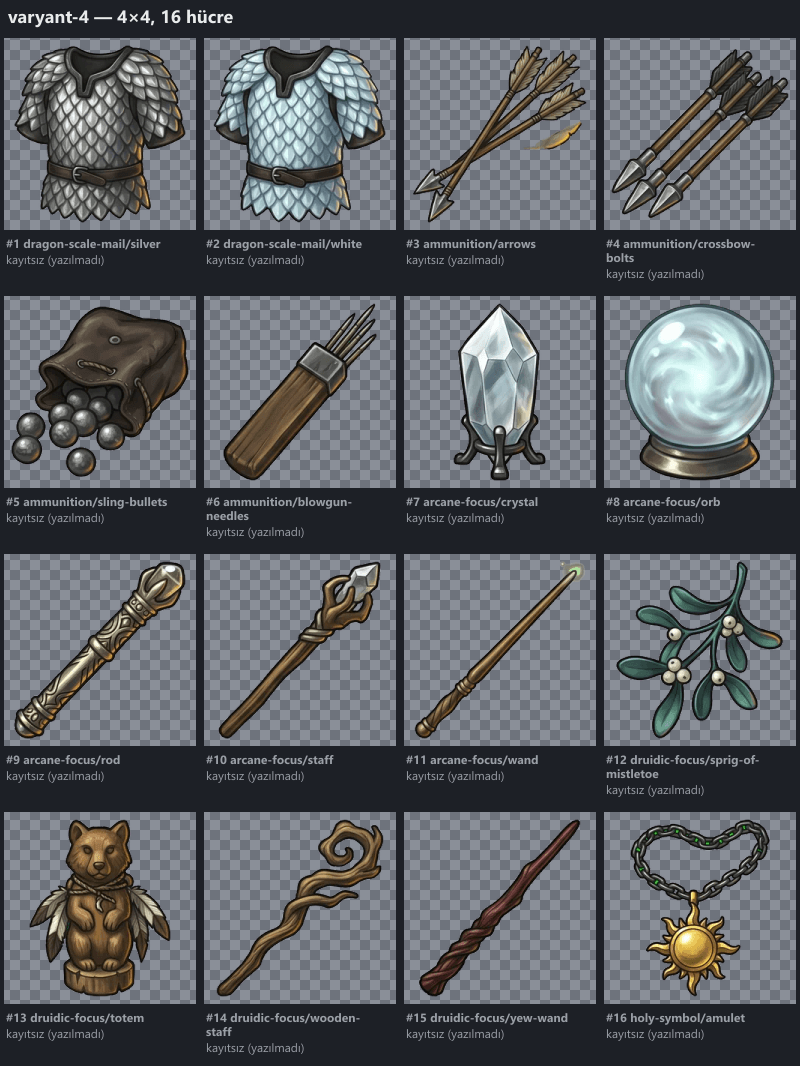 varyant-4 — 4×4, 16 hücre
#1 dragon-scale-mail/silver
kayıtsız (yazılmadı)
#2 dragon-scale-mail/white
kayıtsız (yazılmadı)
#3 ammunition/arrows
kayıtsız (yazılmadı)
#4 ammunition/crossbow-
bolts
kayıtsız (yazılmadı)
#5 ammunition/sling-bullets
kayıtsız (yazılmadı)
#6 ammunition/blowgun-
needles
kayıtsız (yazılmadı)
#7 arcane-focus/crystal
kayıtsız (yazılmadı)
#8 arcane-focus/orb
kayıtsız (yazılmadı)
#9 arcane-focus/rod
kayıtsız (yazılmadı)
#10 arcane-focus/staff
kayıtsız (yazılmadı)
#11 arcane-focus/wand
kayıtsız (yazılmadı)
#12 druidic-focus/sprig-of-
mistletoe
kayıtsız (yazılmadı)
#13 druidic-focus/totem
kayıtsız (yazılmadı)
#14 druidic-focus/wooden-
staff
kayıtsız (yazılmadı)
#15 druidic-focus/yew-wand
kayıtsız (yazılmadı)
#16 holy-symbol/amulet
kayıtsız (yazılmadı)